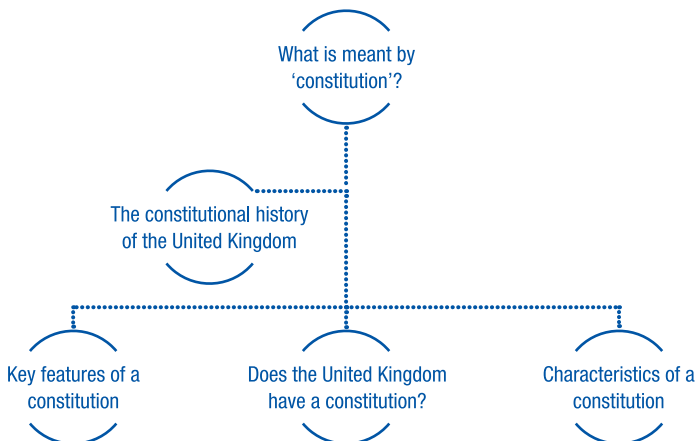 What is meant by
‘constitution’?
The constitutional history
of the United Kingdom
Key features of a
constitution
Does the United Kingdom
have a constitution?
Characteristics of a
constitution